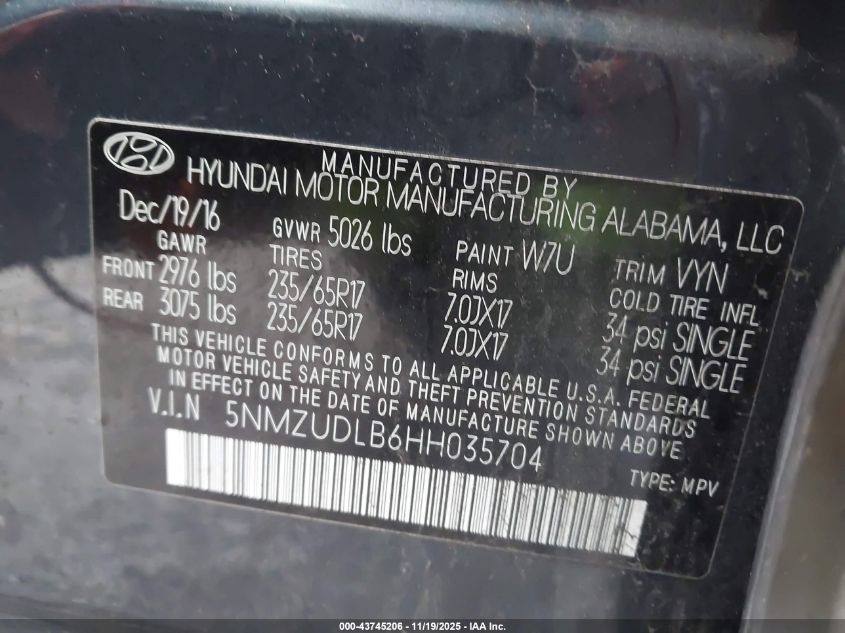 MANUFACTURED BY
HYUNDAI MOTOR MANUFACTURING ALABAMA, LLC
Dec/19/16 GVWR 5026 lbs PAINT W7U TRIM VYN
GAWR TIRES RIMS COLD TIRE INFL
FRONT 2976 lbs 235/65R17 7.0JX17 34 psi SINGLE
REAR 3075 lbs 235/65R17 7.0JX17 34 psi SINGLE
THIS VEHICLE CONFORMS TO ALL APPLICABLE U.S.A. FEDERAL
MOTOR VEHICLE SAFETY AND THEFT PREVENTION STANDARDS
IN EFFECT ON THE DATE OF MANUFACTURE SHOWN ABOVE.
V.I.N 5NMZUDLB6HH035704
TYPE: MPV
000-43745206 - 11/19/2025 - IAA Inc.